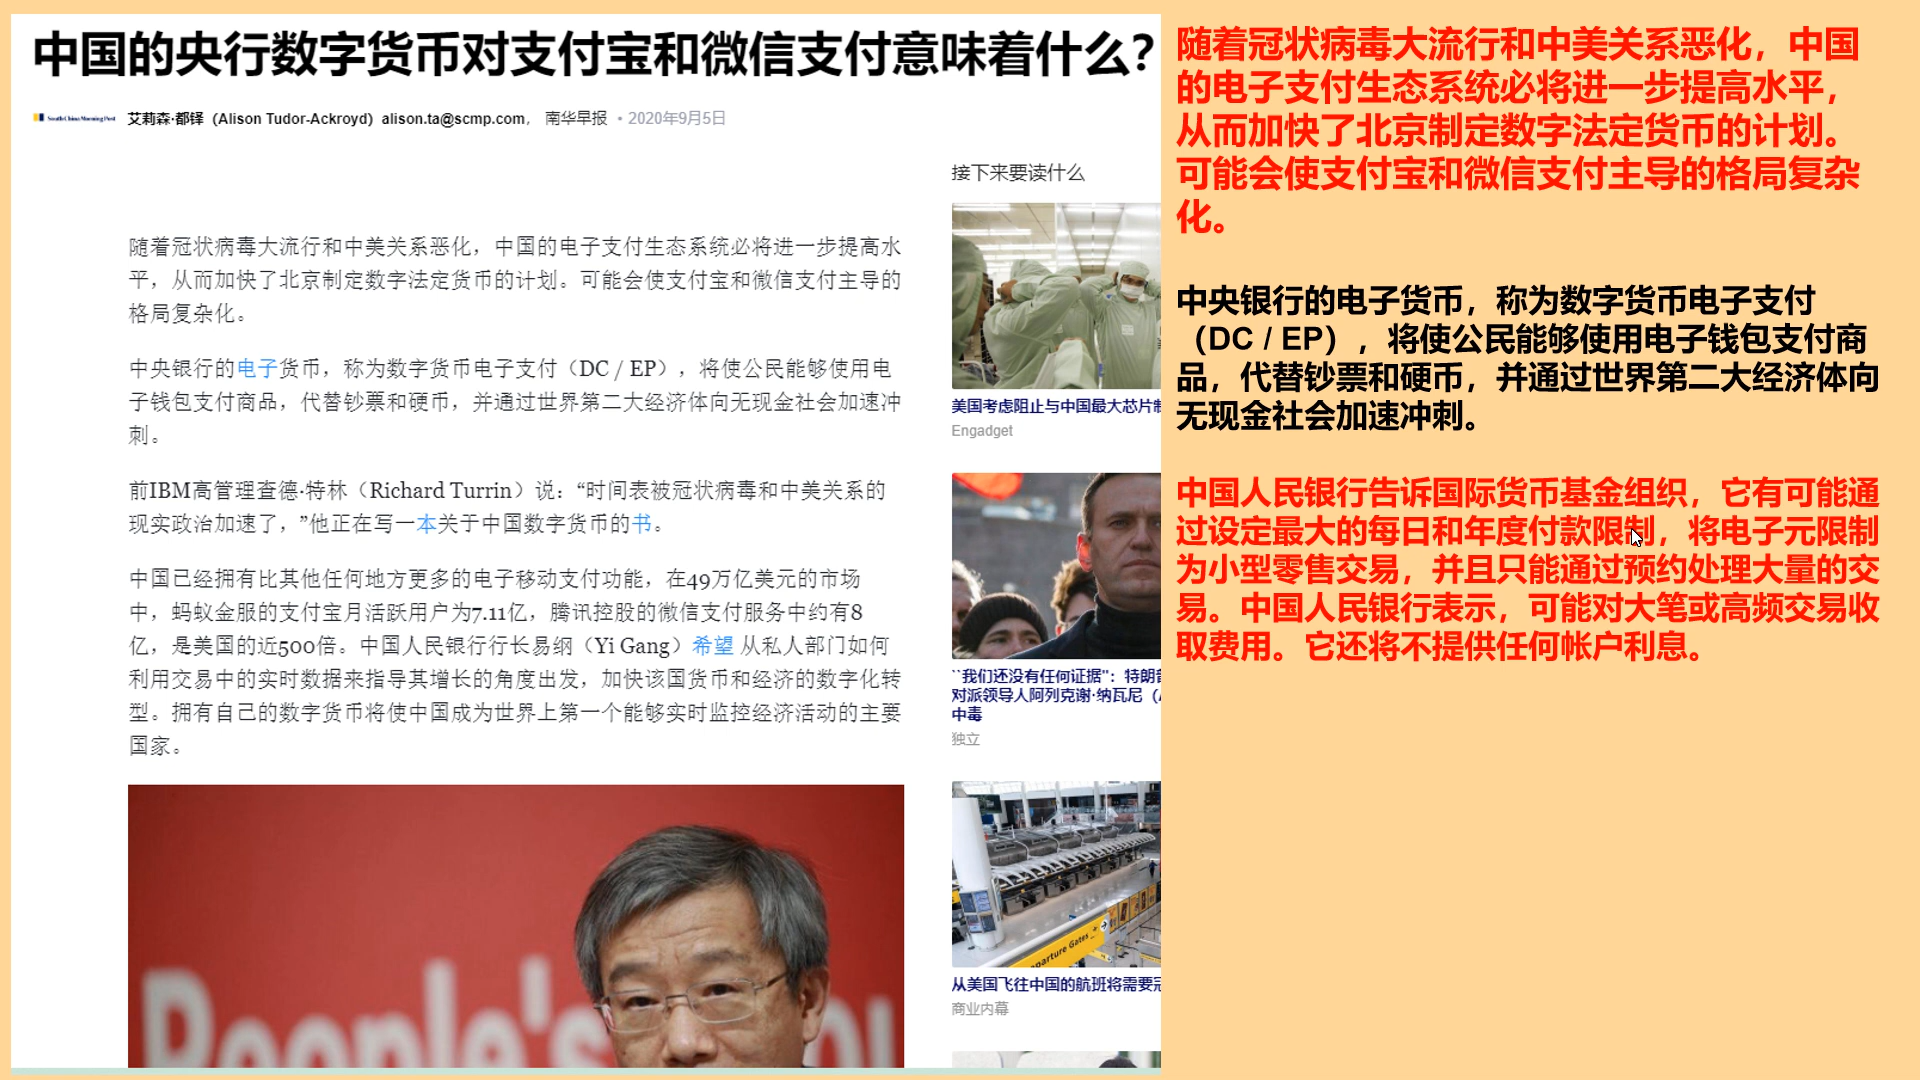 中国的央行数字货币对支付宝和微信支付意味着什么?
South China Morning Post 艾莉森·都铎（Alison Tudor-Ackroyd）alison.ta@scmp.com， 南华早报 • 2020年9月5日
随着冠状病毒大流行和中美关系恶化，中国的电子支付生态系统必将进一步提高水
平，从而加快了北京制定数字法定货币的计划。可能会使支付宝和微信支付主导的
格局复杂化。
中央银行的电子货币，称为数字货币电子支付（DC / EP），将使公民能够使用电
子钱包支付商品，代替钞票和硬币，并通过世界第二大经济体向无现金社会加速冲
刺。
前IBM高管理查德·特林（Richard Turrin）说：“时间表被冠状病毒和中美关系的
现实政治加速了，”他正在写一本关于中国数字货币的书。
中国已经拥有比其他任何地方更多的电子移动支付功能，在49万亿美元的市场
中，蚂蚁金服的支付宝月活跃用户为7.11亿，腾讯控股的微信支付服务中约有8
亿，是美国的近500倍。中国人民银行行长易纲（Yi Gang）希望 从私人部门如何
利用交易中的实时数据来指导其增长的角度出发，加快该国货币和经济的数字化转
型。拥有自己的数字货币将使中国成为世界上第一个能够实时监控经济活动的主要
国家。
People's
接下来要读什么
美国考虑阻止与中国最大芯片
Engadget
``我们还没有任何证据''：特朗
对派领导人阿列克谢·纳瓦尼（
中毒
独立
parture Gates
从美国飞往中国的航班将需要
商业内幕
随着冠状病毒大流行和中美关系恶化，中国
的电子支付生态系统必将进一步提高水平，
从而加快了北京制定数字法定货币的计划。
可能会使支付宝和微信支付主导的格局复杂
化。
中央银行的电子货币，称为数字货币电子支付
（DC / EP），将使公民能够使用电子钱包支付商
品，代替钞票和硬币，并通过世界第二大经济体向
无现金社会加速冲刺。
中国人民银行告诉国际货币基金组织，它有可能通
过设定最大的每日和年度付款限制，将电子元限制
为小型零售交易，并且只能通过预约处理大量的交
易。中国人民银行表示，可能对大笔或高频交易收
取费用。它还将不提供任何帐户利息。